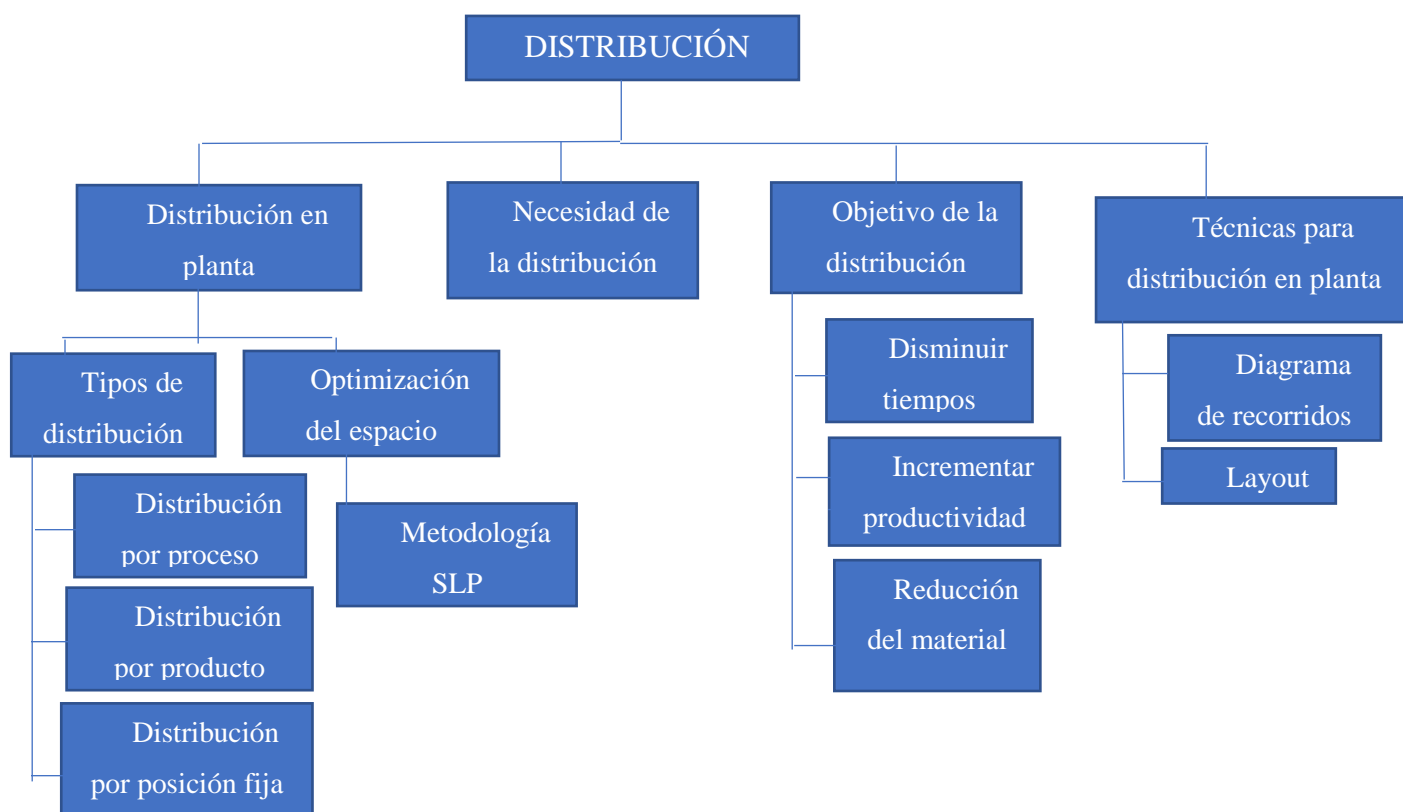 DISTRIBUCIÓN
Distribución en
planta
Necesidad de
la distribución
Objetivo de la
distribución
Técnicas para
distribución en planta
Tipos de
distribución
Optimización
del espacio
Disminuir
tiempos
Diagrama
de recorridos
Distribución
por proceso
Metodología
SLP
Incrementar
productividad
Layout
Distribución
por producto
Reducción
del material
Distribución
por posición fija